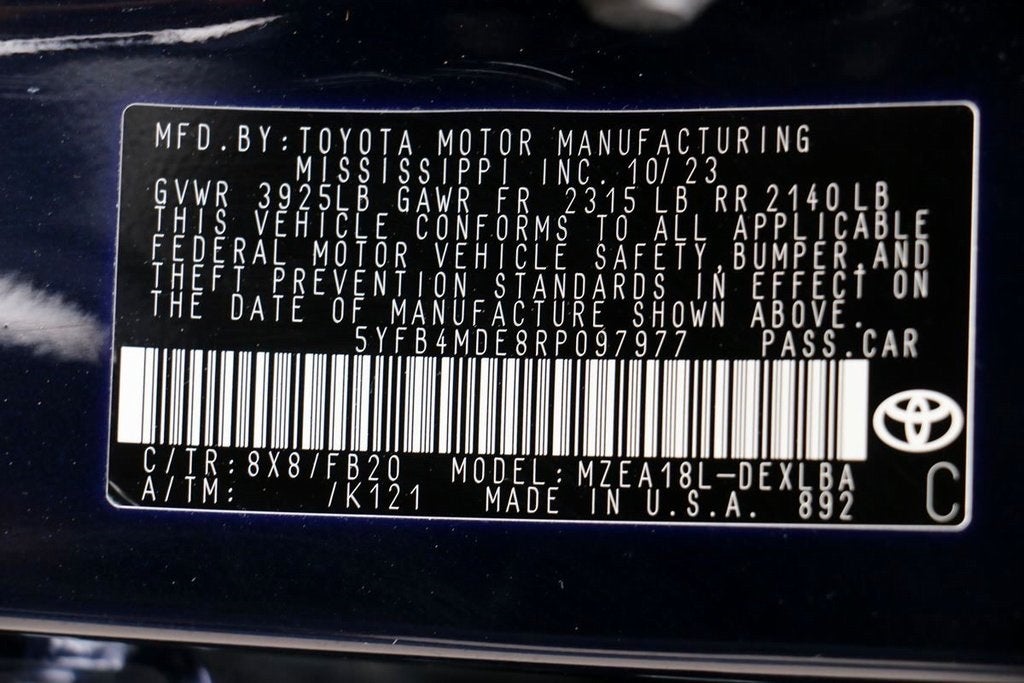 MFD.BY:TOYOTA MOTOR MANUFACTURING
MISSISSIPPI INC. 10/23
GVWR 3925LB GAWR FR 2315 LB RR 2140 LB
THIS VEHICLE CONFORMS TO ALL APPLICABLE
FEDERAL MOTOR VEHICLE SAFETY,BUMPER,AND
THEFT PREVENTION STANDARDS IN EFFECT ON
THE DATE OF MANUFACTURE SHOWN ABOVE.
5YFB4MDE8RP097977 PASS.CAR
C/TR: 8X8/FB20 MODEL: MZEA18L-DEXLBA
A/TM: /K121 MADE IN U.S.A. 892
C